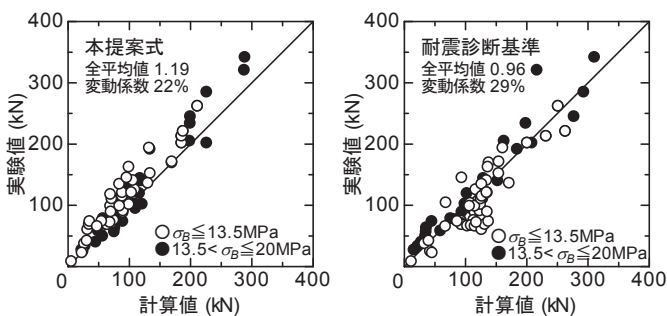 本提案式
全平均値 1.19
変動係数 22%
400
300
200
100
実験値 (kN)
○ σB≦13.5MPa
● 13.5< σB≦20MPa
0 100 200 300 400
計算値 (kN)
耐震診断基準
全平均値 0.96
変動係数 29%
400
300
200
100
実験値 (kN)
○ σB≦13.5MPa
● 13.5< σB≦20MPa
0 100 200 300 400
計算値 (kN)